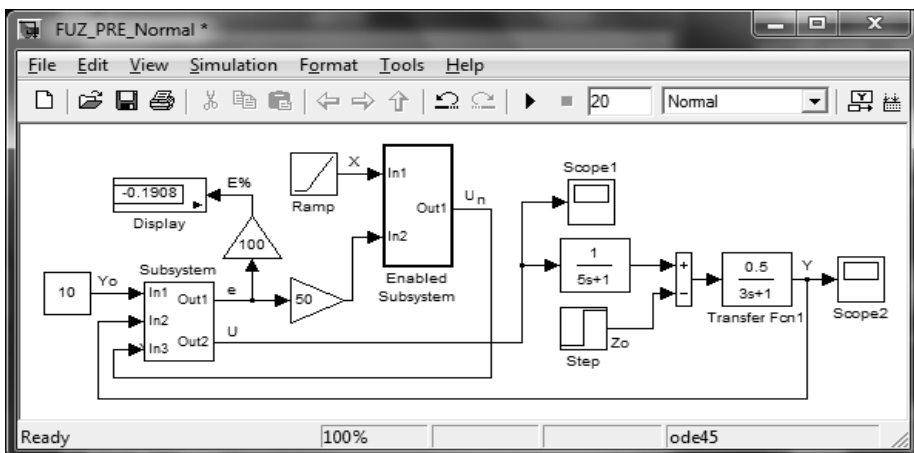 FUZ_PRE_Normal *
File Edit View Simulation Format Tools Help
20 Normal
X
Ramp
In1
In2
Out1
Un
Enabled
Subsystem
-0.1908
E%
Display
100
10
Yo
Subsystem
In1
In2
In3
Out1
Out2
e
U
50
Scope1
1
5s+1
+
−
Step
Zo
0.5
3s+1
Transfer Fcn1
Y
Scope2
Ready 100% ode45